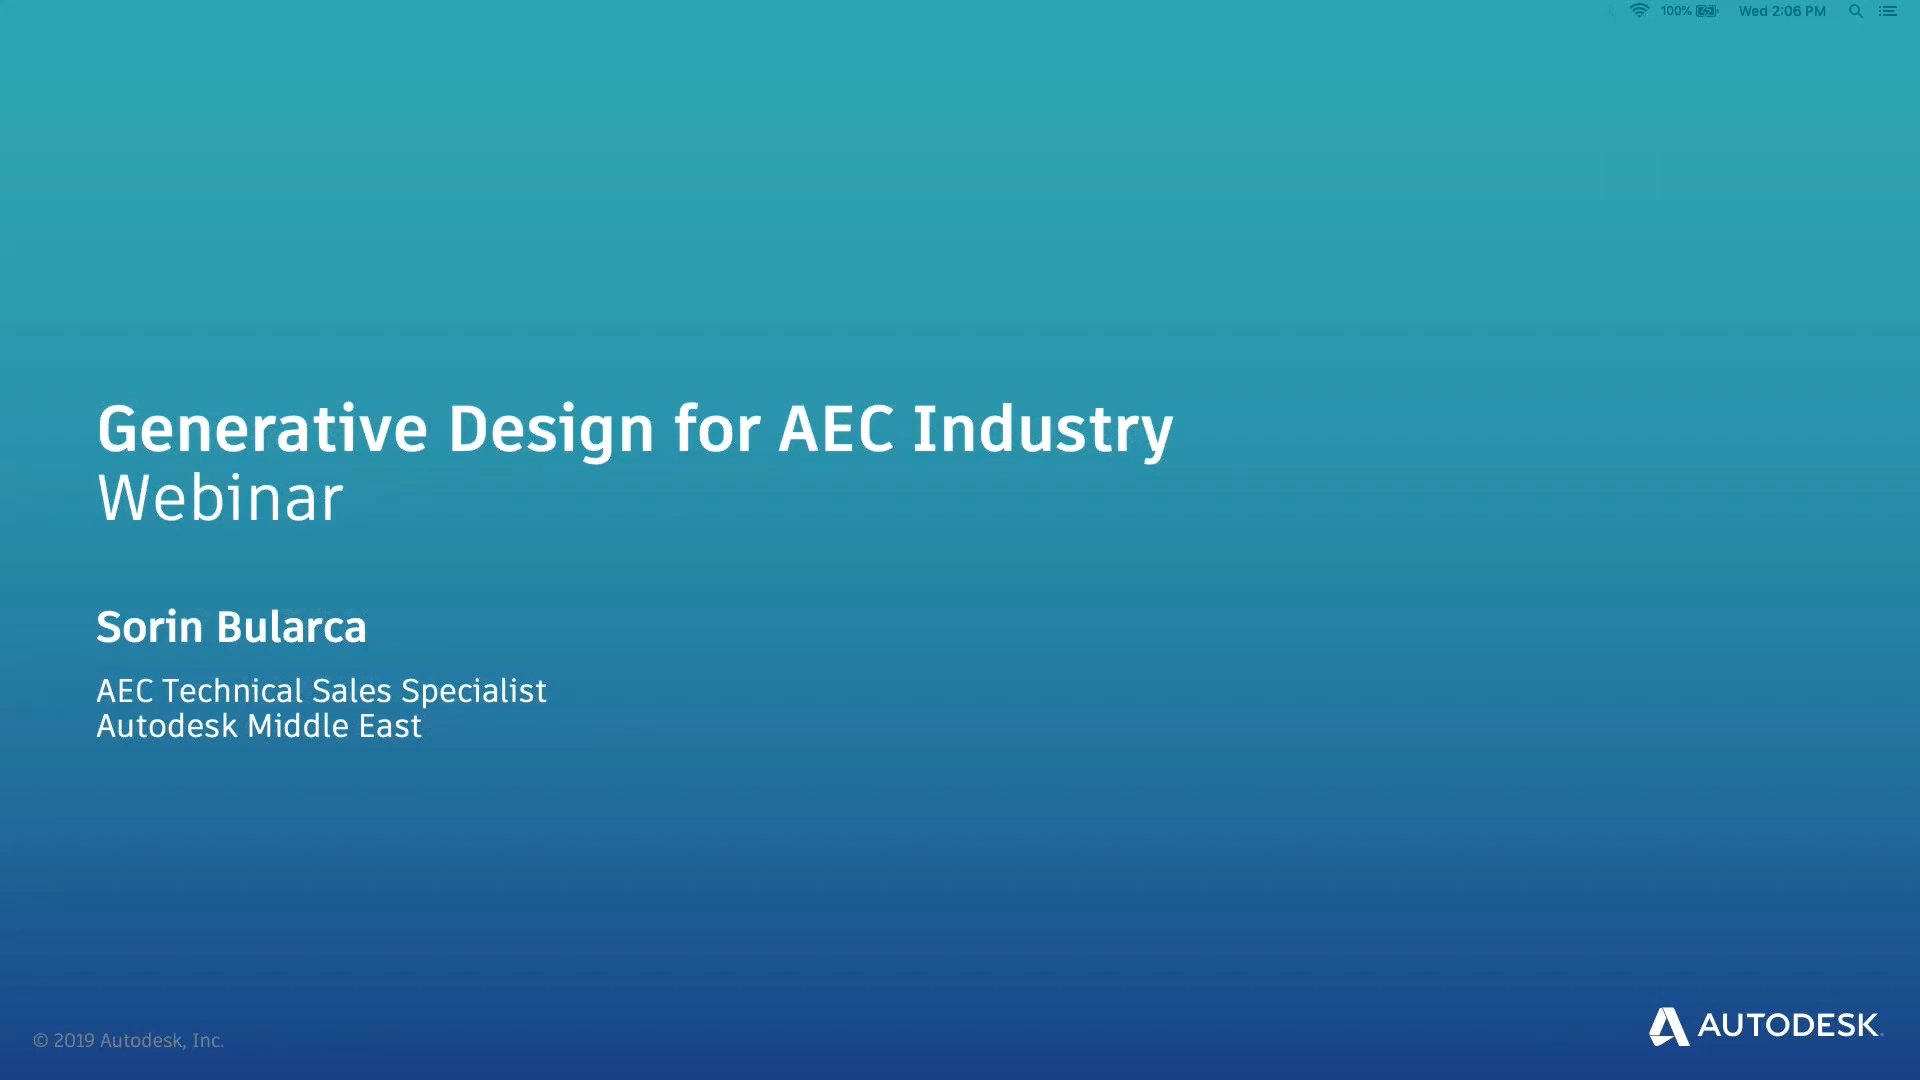 100% Wed 2:06 PM
Generative Design for AEC Industry
Webinar
Sorin Bularca
AEC Technical Sales Specialist
Autodesk Middle East
© 2019 Autodesk, Inc.
AUTODESK